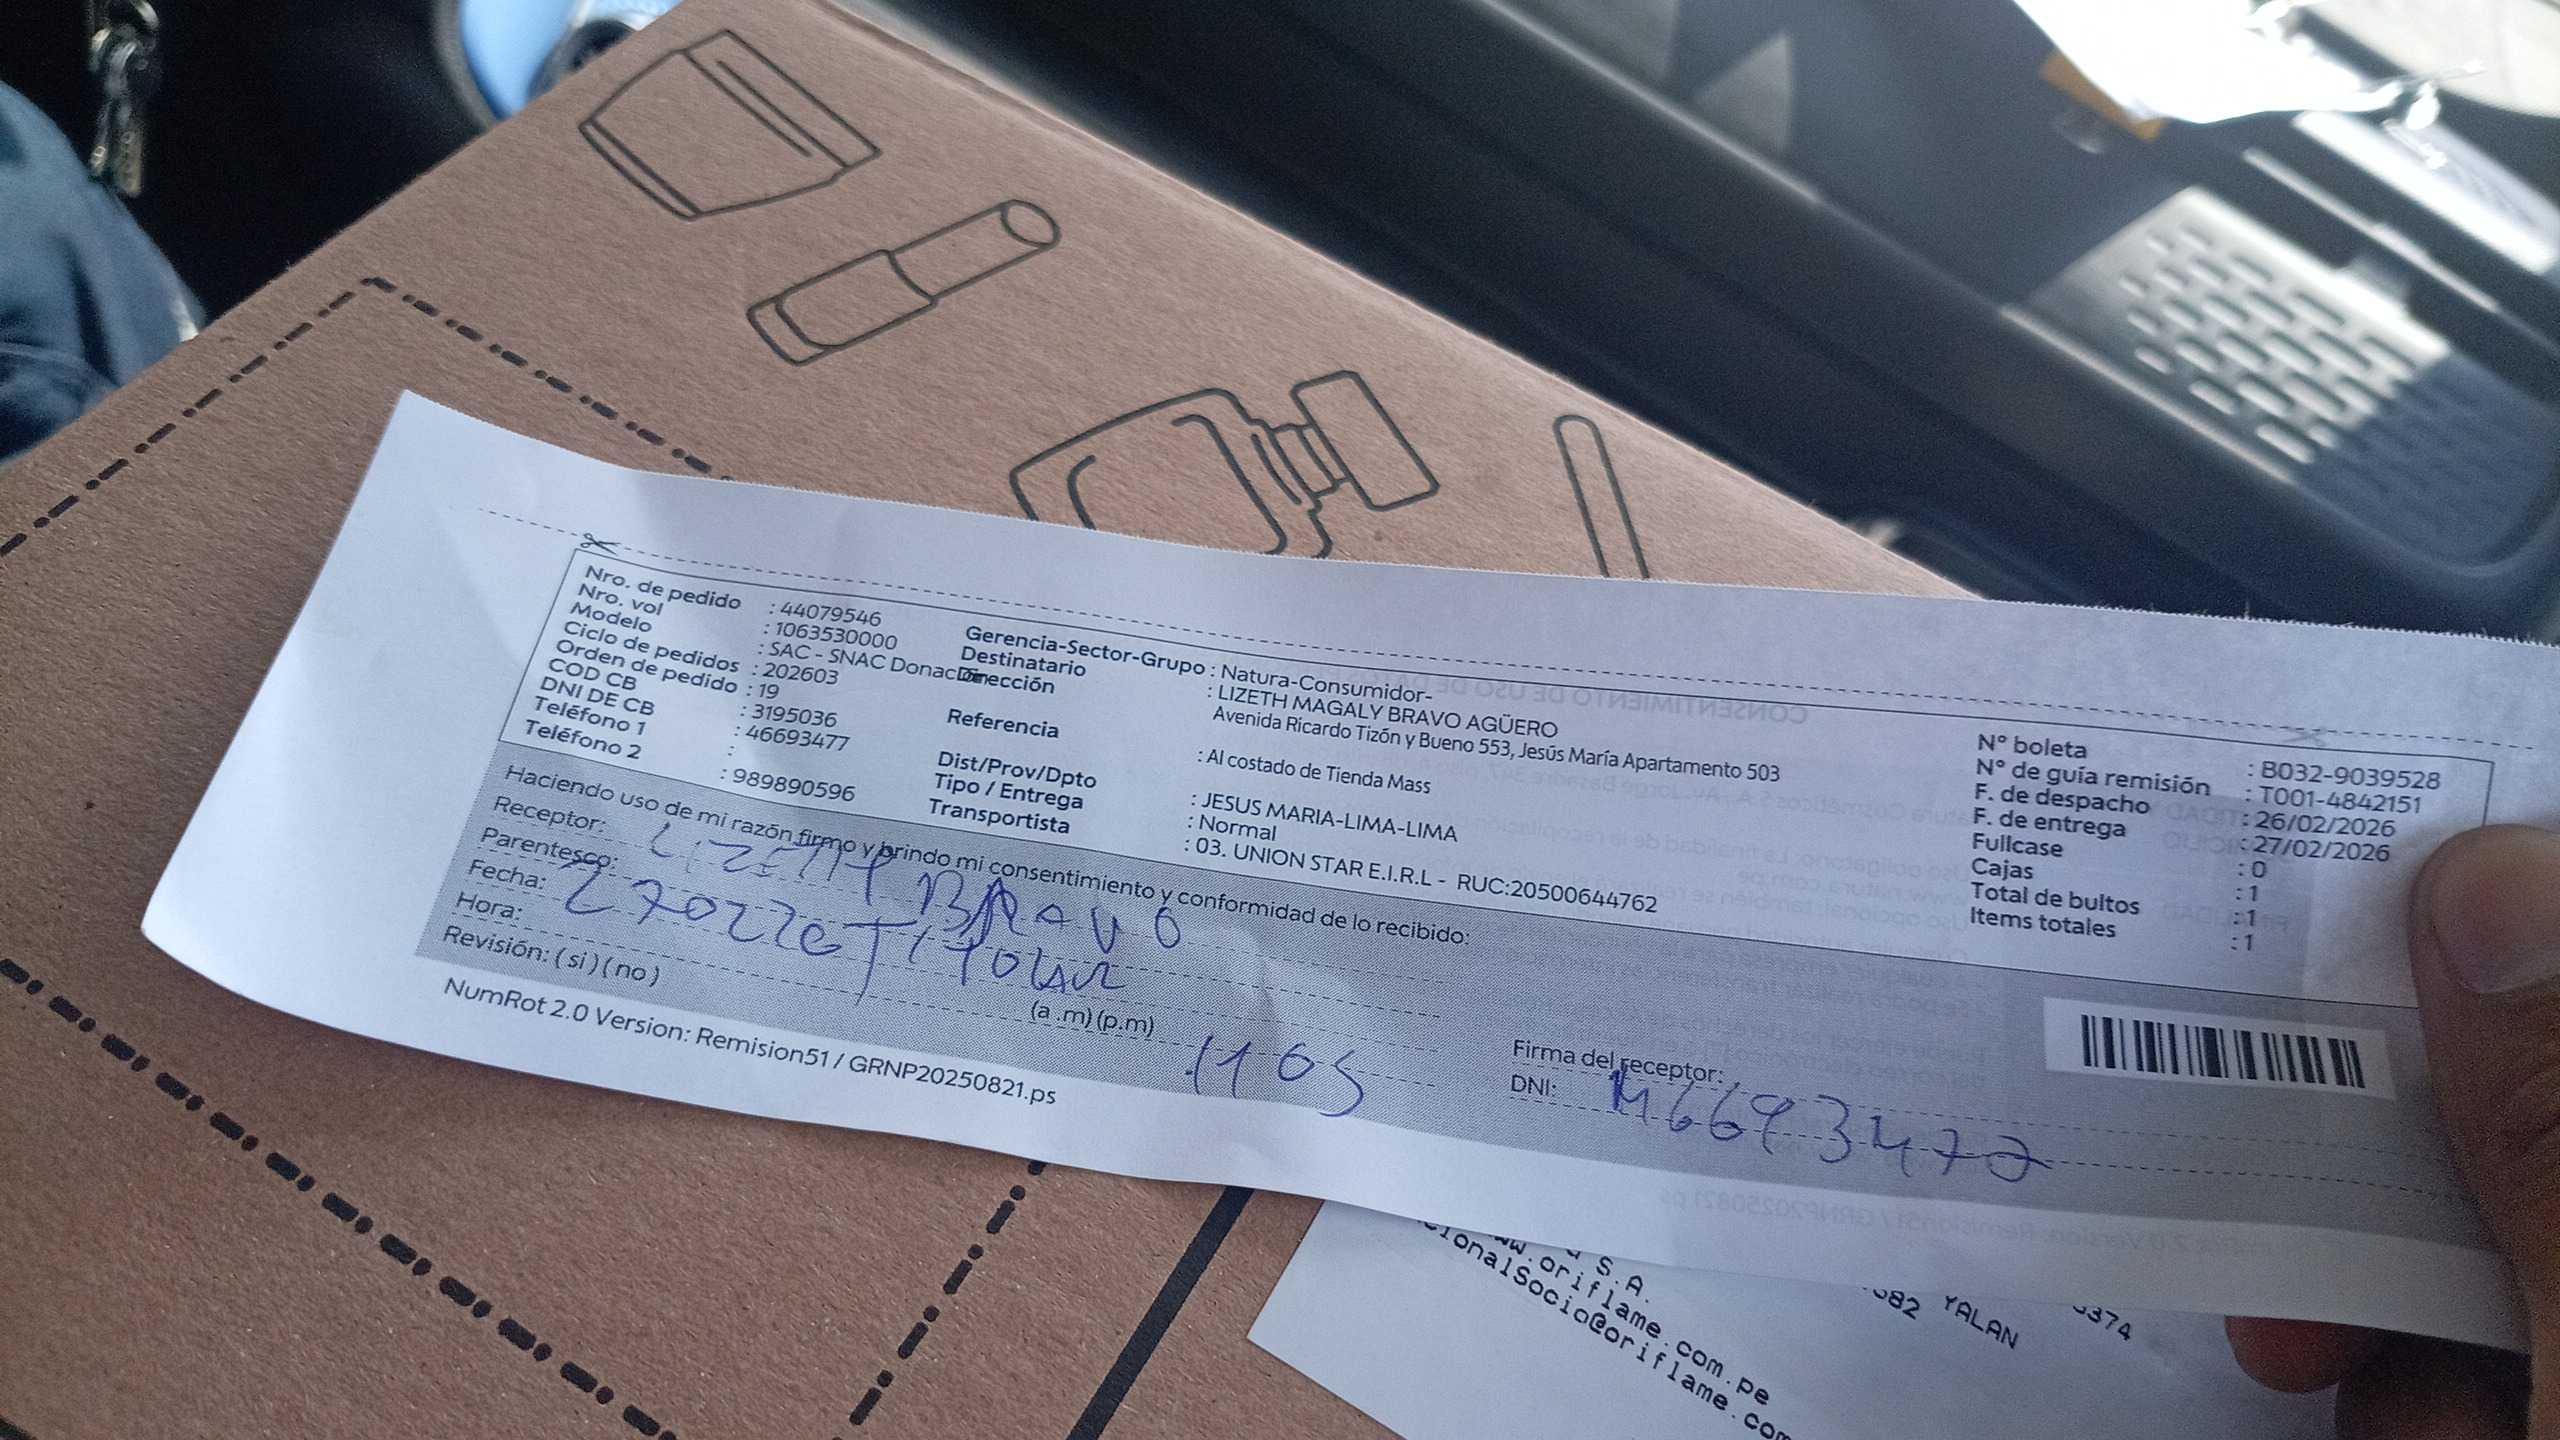 Nro. de pedido : 44079546
Nro. vol : 1063530000
Modelo : SAC - SNAC Donación
Ciclo de pedidos : 202603
Orden de pedido : 19
COD CB : 3195036
DNI DE CB : 46693477
Teléfono 1 :
Teléfono 2 : 989890596
Gerencia-Sector-Grupo : Natura-Consumidor-
Destinatario : LIZETH MAGALY BRAVO AGÜERO
Dirección Avenida Ricardo Tizón y Bueno 553, Jesús María Apartamento 503
Referencia : Al costado de Tienda Mass
Dist/Prov/Dpto : JESUS MARIA-LIMA-LIMA
Tipo / Entrega : Normal
Transportista : 03. UNION STAR E.I.R.L - RUC:20500644762
N° boleta : B032-9039528
N° de guía remisión : T001-4842151
F. de despacho : 26/02/2026
F. de entrega : 27/02/2026
Fullcase : 0
Cajas : 1
Total de bultos : 1
Items totales : 1
Haciendo uso de mi razón firmo y brindo mi consentimiento y conformidad de lo recibido:
Receptor: LIZETH BRAVO
Parentesco: TITOLAR
Fecha: 270226
Hora: (a .m) (p.m) 1105
Revisión: ( si ) ( no )
Firma del receptor:
DNI: 46693477
NumRot 2.0 Version: Remision51 / GRNP20250821.ps
S.A.
.oriflame.com.pe
ionalSocio@oriflame.com
YALAN